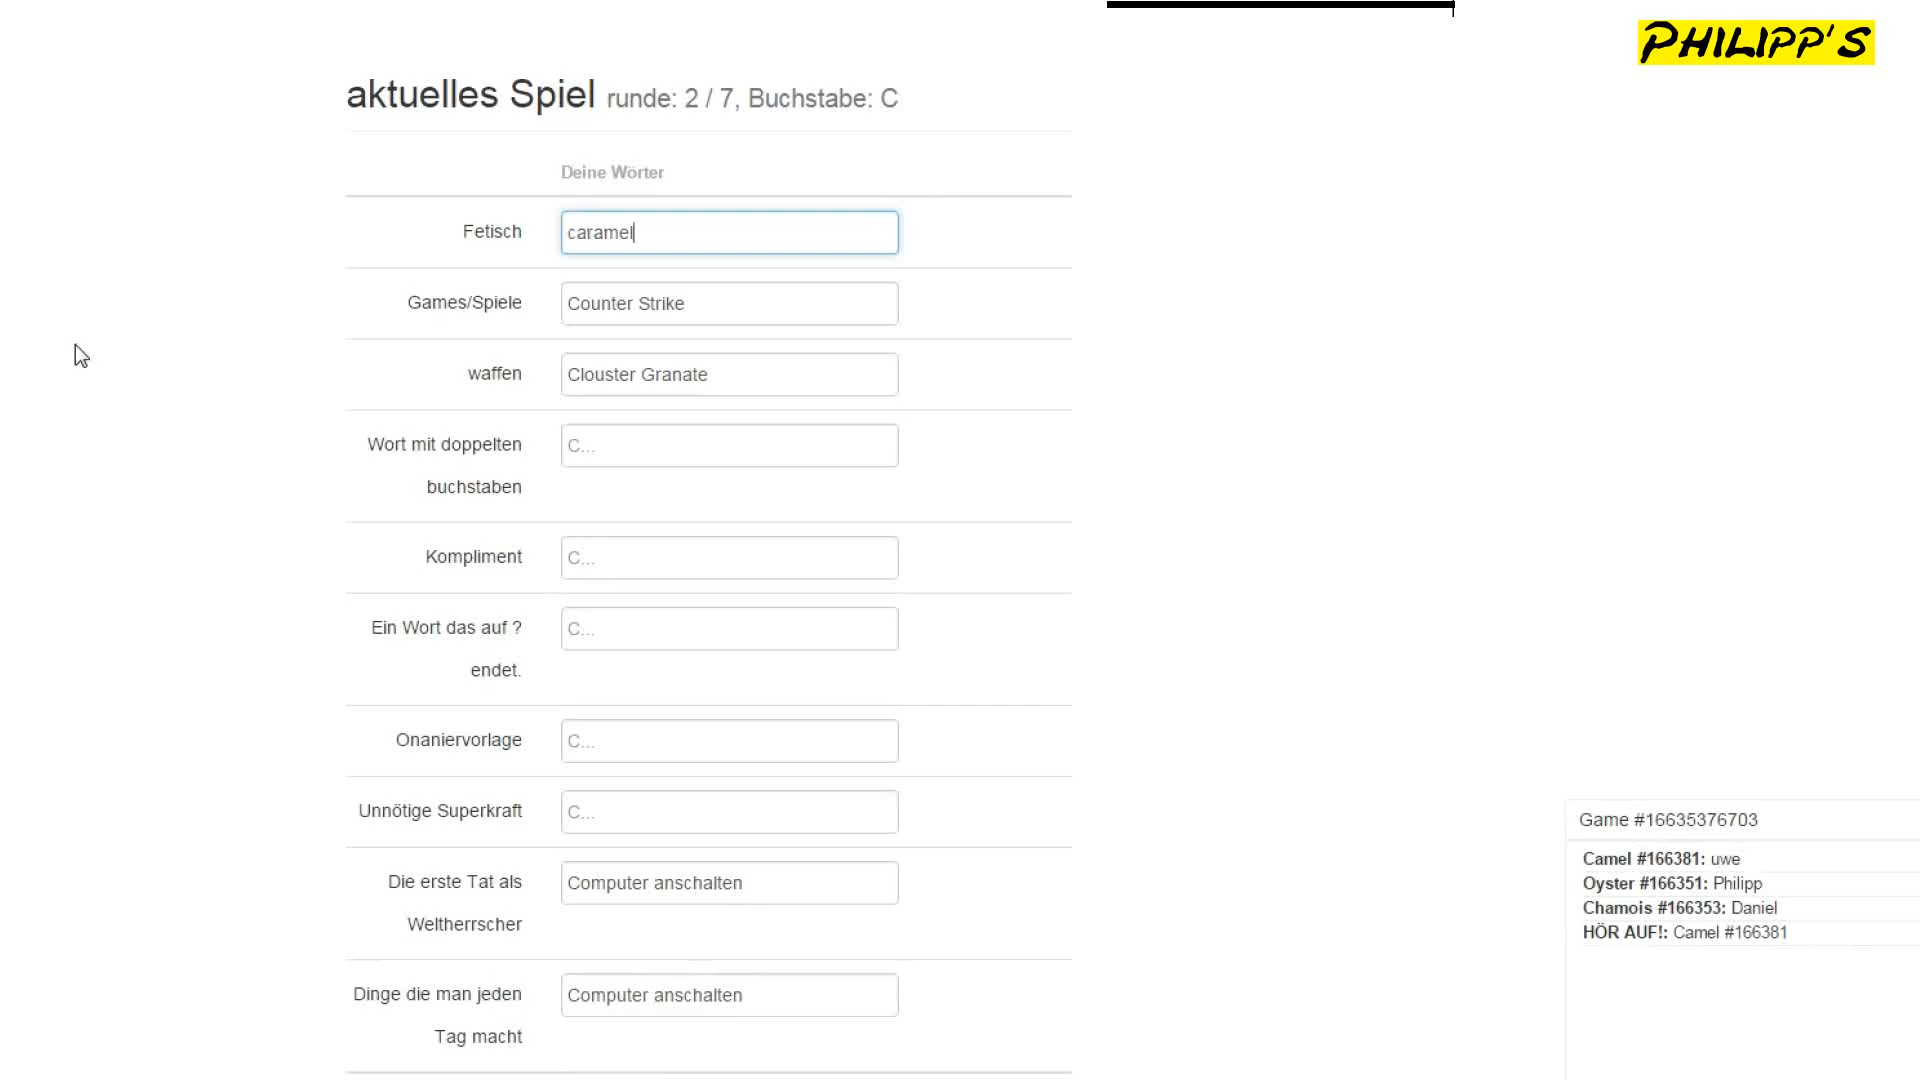 PHILIPP'S
aktuelles Spiel runde: 2 / 7, Buchstabe: C
Deine Wörter
Fetisch caramel
Games/Spiele Counter Strike
waffen Clouster Granate
Wort mit doppelten C...
buchstaben
Kompliment C...
Ein Wort das auf ? C...
endet.
Onaniervorlage C...
Unnötige Superkraft C...
Die erste Tat als Computer anschalten
Weltherrscher
Dinge die man jeden Computer anschalten
Tag macht
Game #16635376703
Camel #166381: uwe
Oyster #166351: Philipp
Chamois #166353: Daniel
HÖR AUF!: Camel #166381